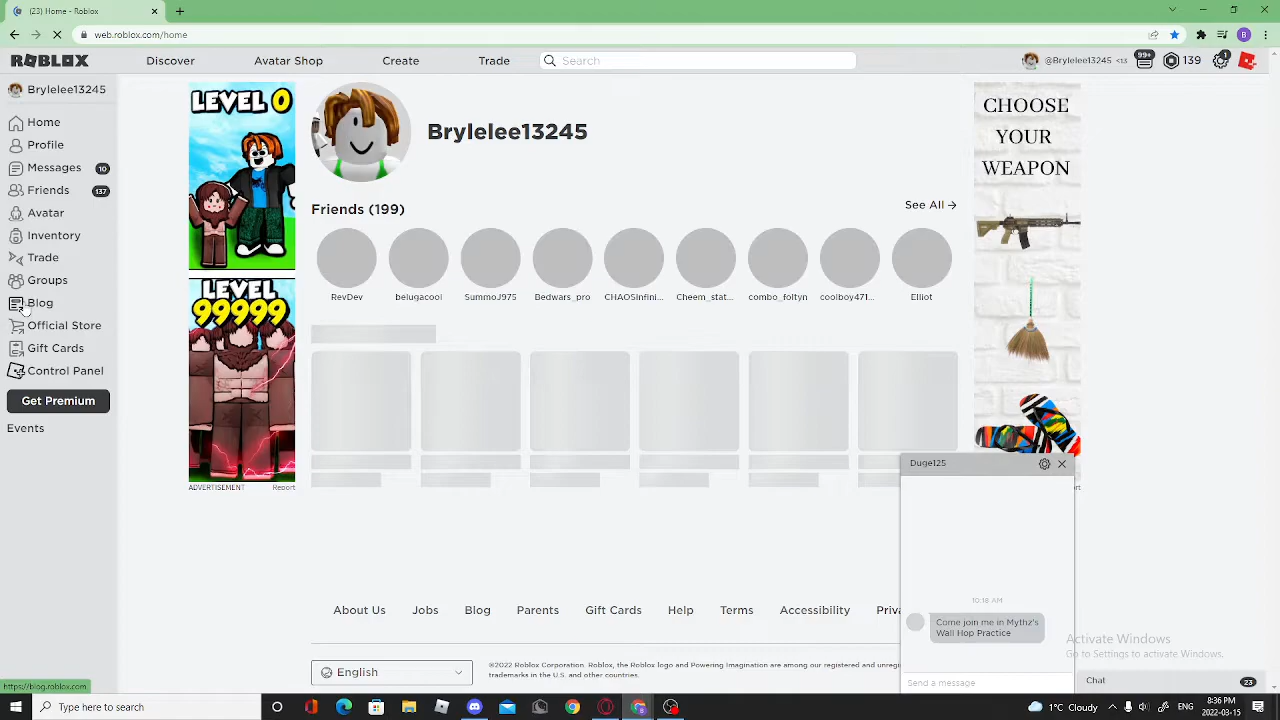 (23) Home - Roblox
web.roblox.com/home
ROBLOX
Discover
Avatar Shop
Create
Trade
Search
@Brylelee13245 <13
99+
139
1
Brylelee13245
Home
Profile
Messages 10
Friends 137
Avatar
Inventory
Trade
Groups
Blog
Official Store
Gift Cards
Control Panel
Get Premium
Events
LEVEL 0
LEVEL
99999
ADVERTISEMENT
Report
Brylelee13245
Friends (199)
See All →
RevDev
belugacool
SummoJ975
Bedwars_pro
CHAOSinfini...
Cheem_stat...
combo_foltyn
coolboy471...
Elliot
CHOOSE
YOUR
WEAPON
Duge125
10:18 AM
Come join me in Mythz's
Wall Hop Practice
Send a message
Activate Windows
Go to Settings to activate Windows.
Chat
23
About Us
Jobs
Blog
Parents
Gift Cards
Help
Terms
Accessibility
English
©2022 Roblox Corporation. Roblox, the Roblox logo and Powering Imagination are among our registered and
trademarks in the U.S. and other countries.
https://blog.roblox.com
Type here to search
1°C Cloudy
ENG
8:36 PM
2022-03-15